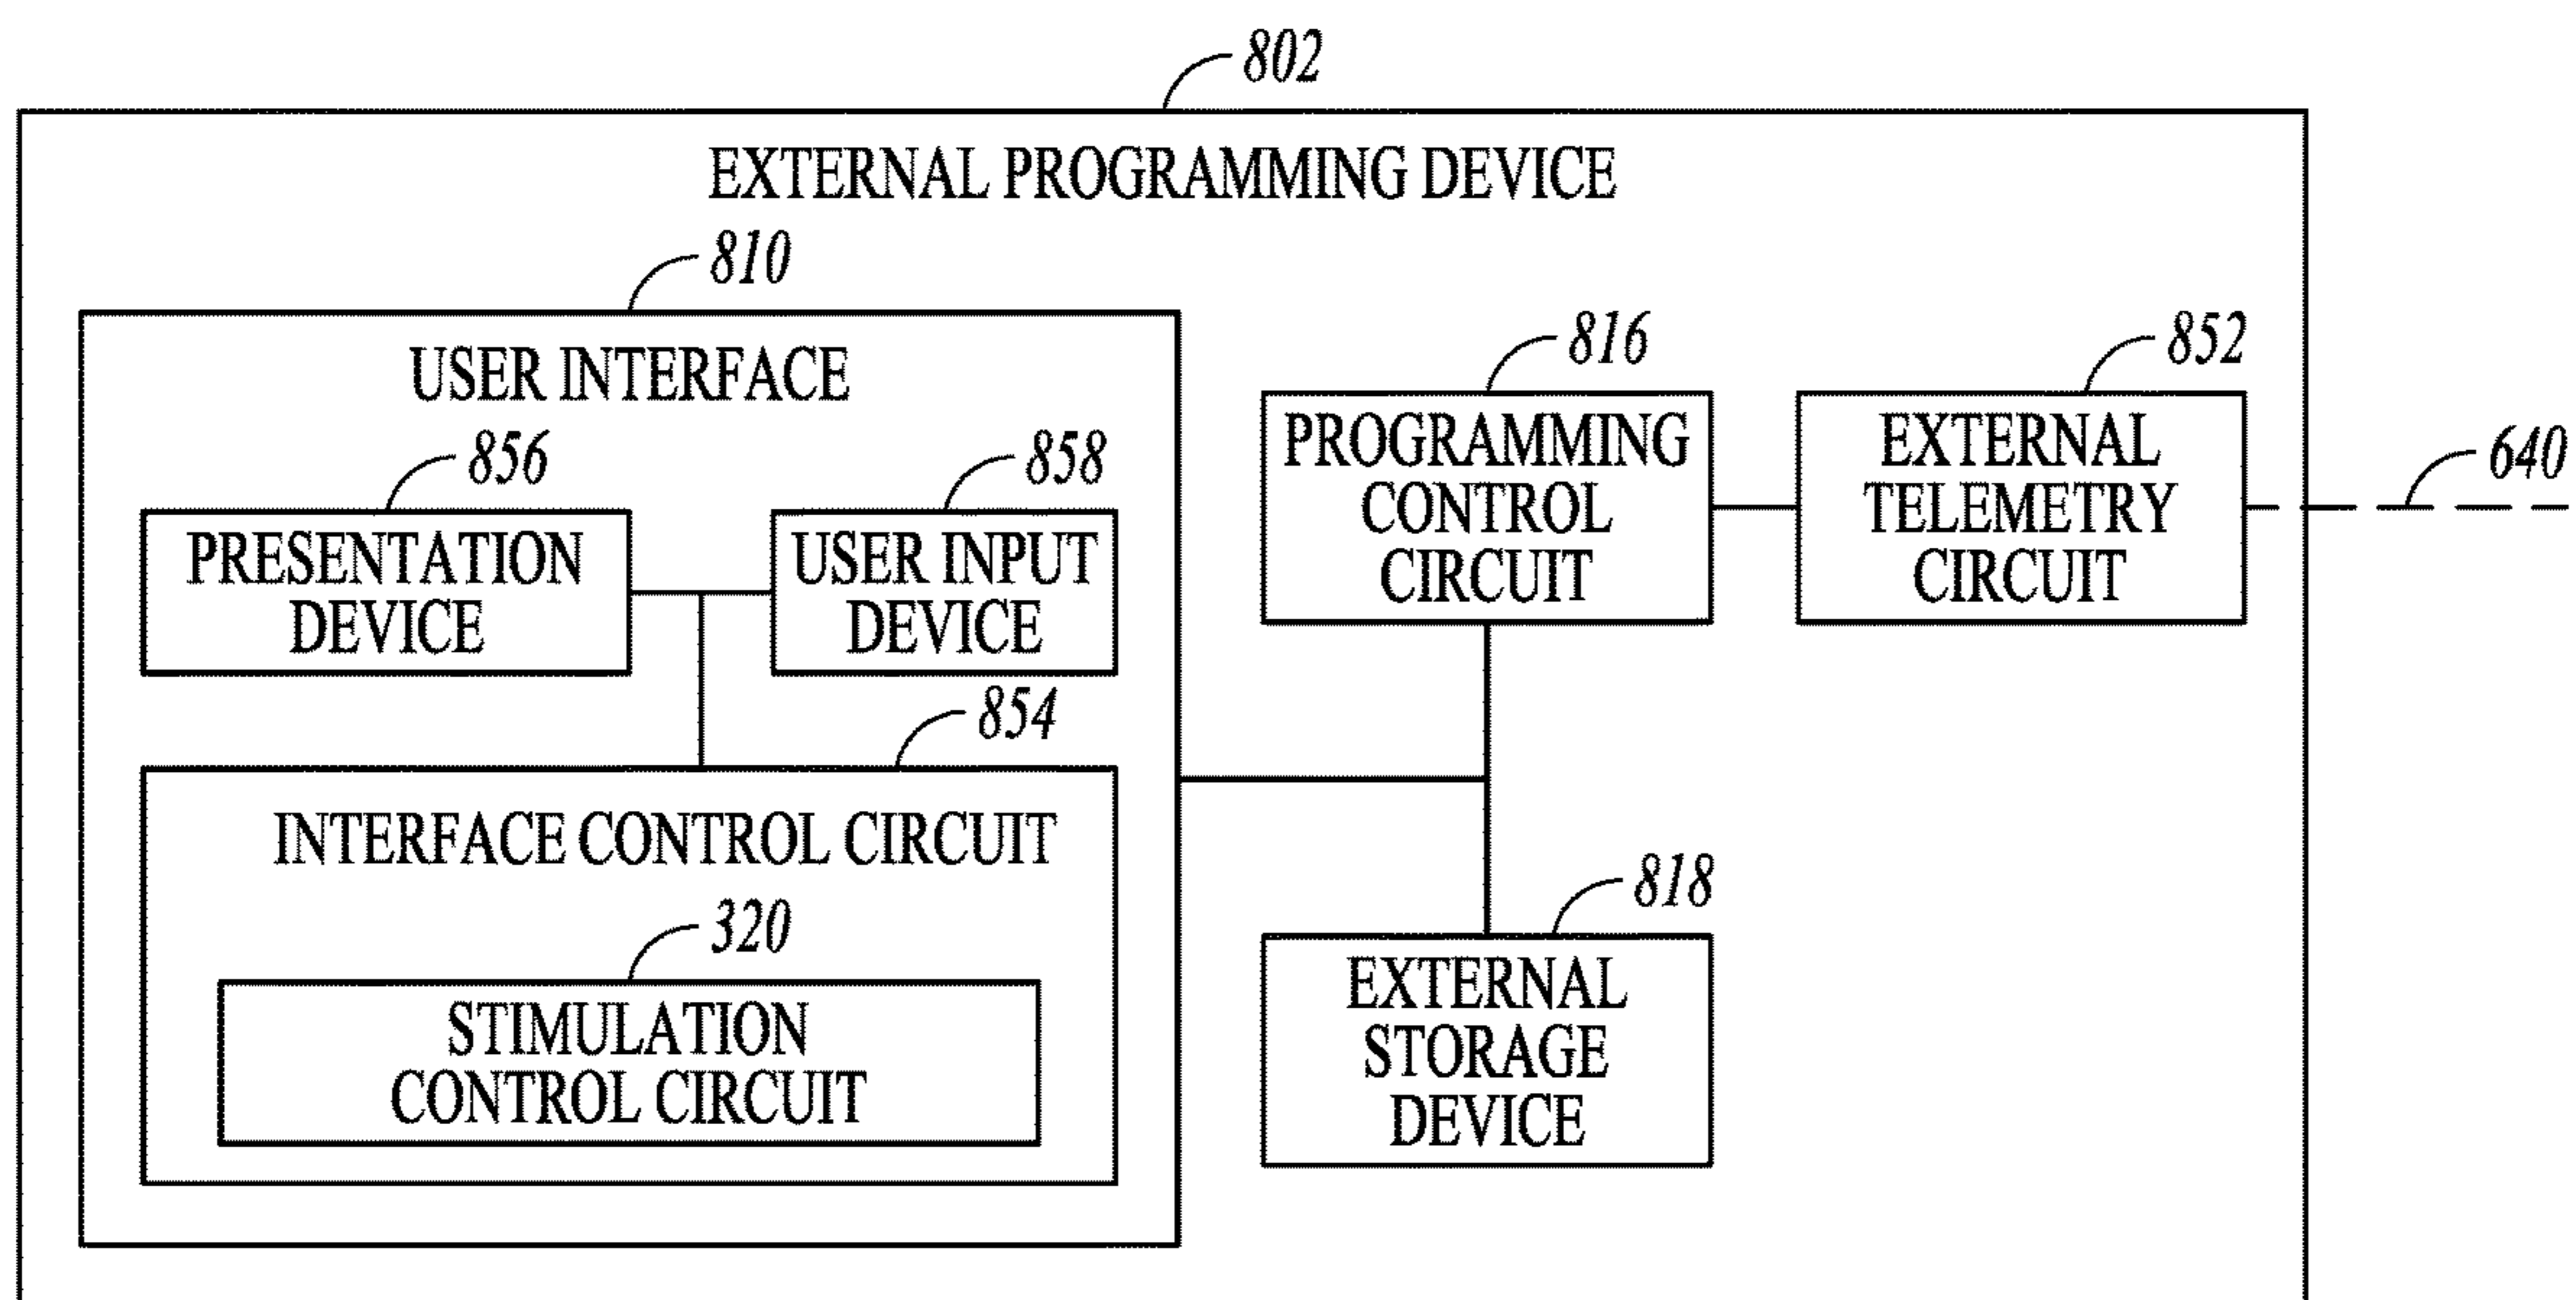 802
EXTERNAL PROGRAMMING DEVICE
810
USER INTERFACE
856
PRESENTATION
DEVICE
858
USER INPUT
DEVICE
854
INTERFACE CONTROL CIRCUIT
320
STIMULATION
CONTROL CIRCUIT
816
PROGRAMMING
CONTROL
CIRCUIT
852
EXTERNAL
TELEMETRY
CIRCUIT
640
818
EXTERNAL
STORAGE
DEVICE